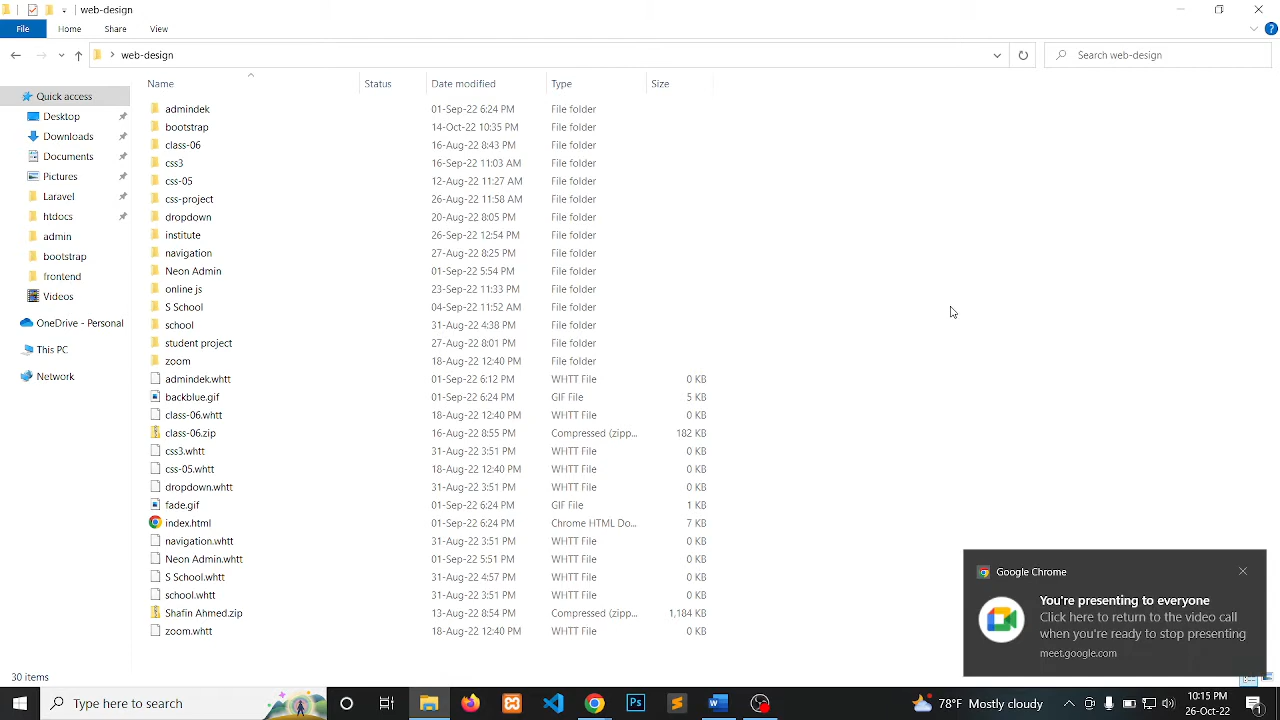 web-design
File Home Share View
web-design
Search web-design
Name Status Date modified Type Size
Quick access
Desktop
Downloads
Documents
Pictures
Laravel
htdocs
admin
bootstrap
frontend
Videos
OneDrive - Personal
This PC
Network
admindek 01-Sep-22 6:24 PM File folder
bootstrap 14-Oct-22 10:35 PM File folder
class-06 16-Aug-22 8:43 PM File folder
css3 16-Sep-22 11:03 AM File folder
css-05 12-Aug-22 11:27 AM File folder
css-project 26-Aug-22 11:58 AM File folder
dropdown 20-Aug-22 8:05 PM File folder
institute 26-Sep-22 12:54 PM File folder
navigation 27-Aug-22 8:25 PM File folder
Neon Admin 01-Sep-22 5:54 PM File folder
online js 23-Sep-22 11:33 PM File folder
S School 04-Sep-22 11:52 AM File folder
school 31-Aug-22 4:38 PM File folder
student project 27-Aug-22 8:01 PM File folder
zoom 18-Aug-22 12:40 PM File folder
admindek.whtt 01-Sep-22 6:12 PM WHTT File 0 KB
backblue.gif 01-Sep-22 6:24 PM GIF File 5 KB
class-06.whtt 18-Aug-22 12:40 PM WHTT File 0 KB
class-06.zip 16-Aug-22 8:55 PM Compressed (zipp... 182 KB
css3.whtt 31-Aug-22 3:51 PM WHTT File 0 KB
css-05.whtt 18-Aug-22 12:40 PM WHTT File 0 KB
dropdown.whtt 31-Aug-22 3:51 PM WHTT File 0 KB
fade.gif 01-Sep-22 6:24 PM GIF File 1 KB
index.html 01-Sep-22 6:24 PM Chrome HTML Do... 7 KB
navigation.whtt 31-Aug-22 3:51 PM WHTT File 0 KB
Neon Admin.whtt 01-Sep-22 5:51 PM WHTT File 0 KB
S School.whtt 31-Aug-22 4:57 PM WHTT File 0 KB
school.whtt 31-Aug-22 3:51 PM WHTT File 0 KB
Shafin Ahmed.zip 13-Aug-22 8:54 PM Compressed (zipp... 1,184 KB
zoom.whtt 18-Aug-22 12:40 PM WHTT File 0 KB
Google Chrome
You're presenting to everyone
Click here to return to the video call
when you're ready to stop presenting
meet.google.com
30 items
Type here to search
78°F Mostly cloudy
10:15 PM
26-Oct-22